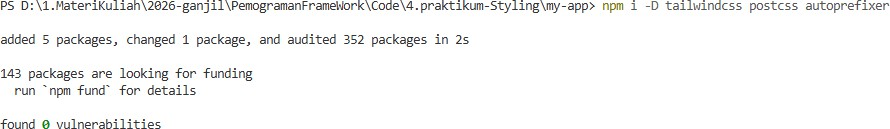 PS D:\1.MateriKuliah\2026-ganjil\PemogramanFrameWork\Code\4.praktikum-Styling\my-app> npm i -D tailwindcss postcss autoprefixer
added 5 packages, changed 1 package, and audited 352 packages in 2s
143 packages are looking for funding
  run `npm fund` for details
found 0 vulnerabilities